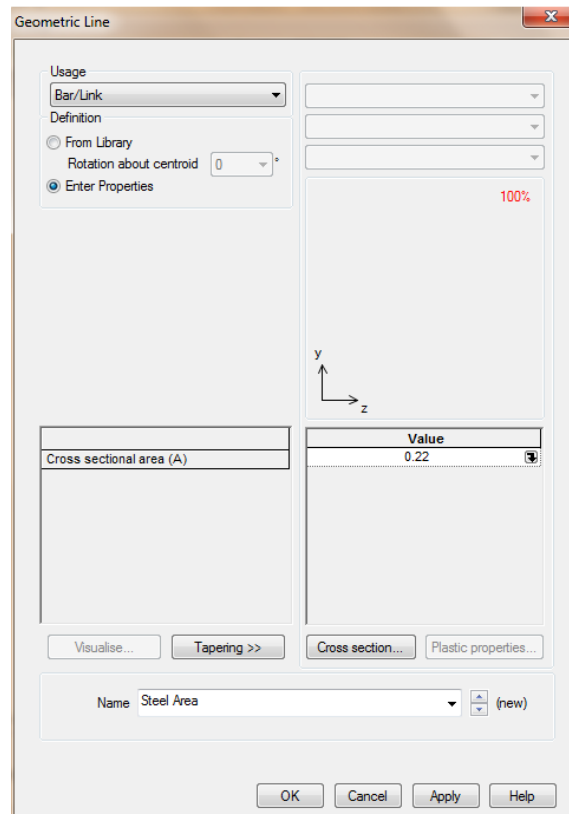 Geometric Line
x
Usage
Bar/Link
Definition
From Library
Rotation about centroid 0 °
Enter Properties
100%
y
z
Value
Cross sectional area (A) 0.22
Visualise... Tapering >> Cross section... Plastic properties...
Name Steel Area (new)
OK Cancel Apply Help